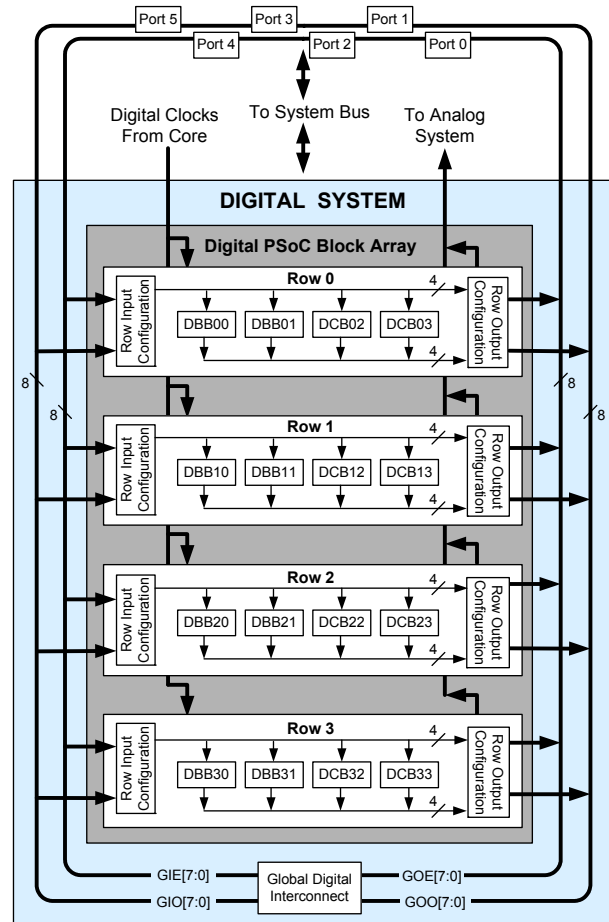 Port 5
Port 3
Port 1
Port 4
Port 2
Port 0
Digital Clocks
From Core
To System Bus
To Analog
System
DIGITAL SYSTEM
Digital PSoC Block Array
Row 0
4
Row Input
Configuration
DBB00
DBB01
DCB02
DCB03
4
Row Output
Configuration
8
8
8
8
Row 1
4
Row Input
Configuration
DBB10
DBB11
DCB12
DCB13
4
Row Output
Configuration
Row 2
4
Row Input
Configuration
DBB20
DBB21
DCB22
DCB23
4
Row Output
Configuration
Row 3
4
Row Input
Configuration
DBB30
DBB31
DCB32
DCB33
4
Row Output
Configuration
GIE[7:0]
GIO[7:0]
Global Digital
Interconnect
GOE[7:0]
GOO[7:0]